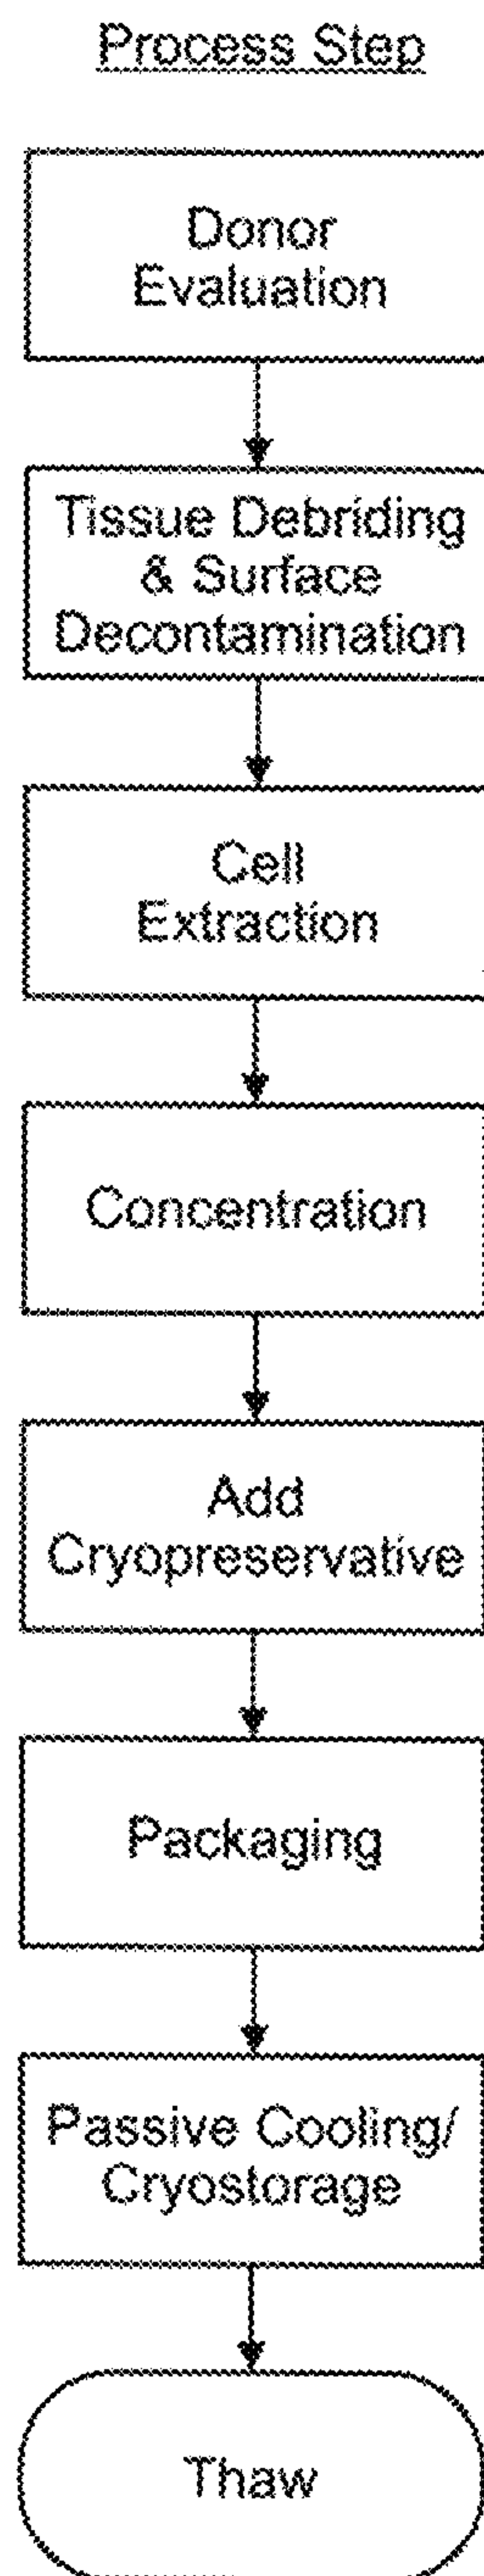 Process Step
Donor
Evaluation
Tissue Debriding
& Surface
Decontamination
Cell
Extraction
Concentration
Add
Cryopreservative
Packaging
Passive Cooling/
Cryostorage
Thaw